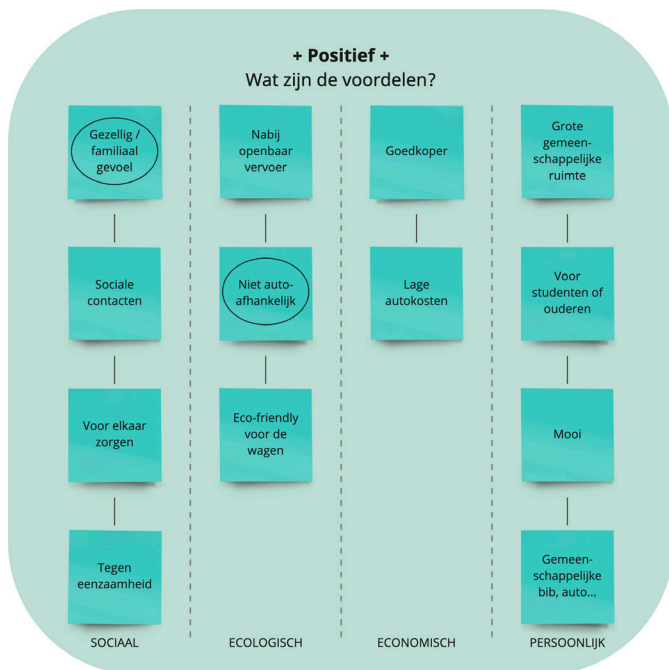 + Positief +
Wat zijn de voordelen?
Gezellig /
familiaal
gevoel
Sociale
contacten
Voor elkaar
zorgen
Tegen
eenzaamheid
SOCIAAL
Nabij
openbaar
vervoer
Niet auto-
afhankelijk
Eco-friendly
voor de
wagen
ECOLOGISCH
Goedkoper
Lage
autokosten
ECONOMISCH
Grote
gemeen-
schappelijke
ruimte
Voor
studenten of
ouderen
Mooi
Gemeen-
schappelijke
bib, auto...
PERSOONLIJK